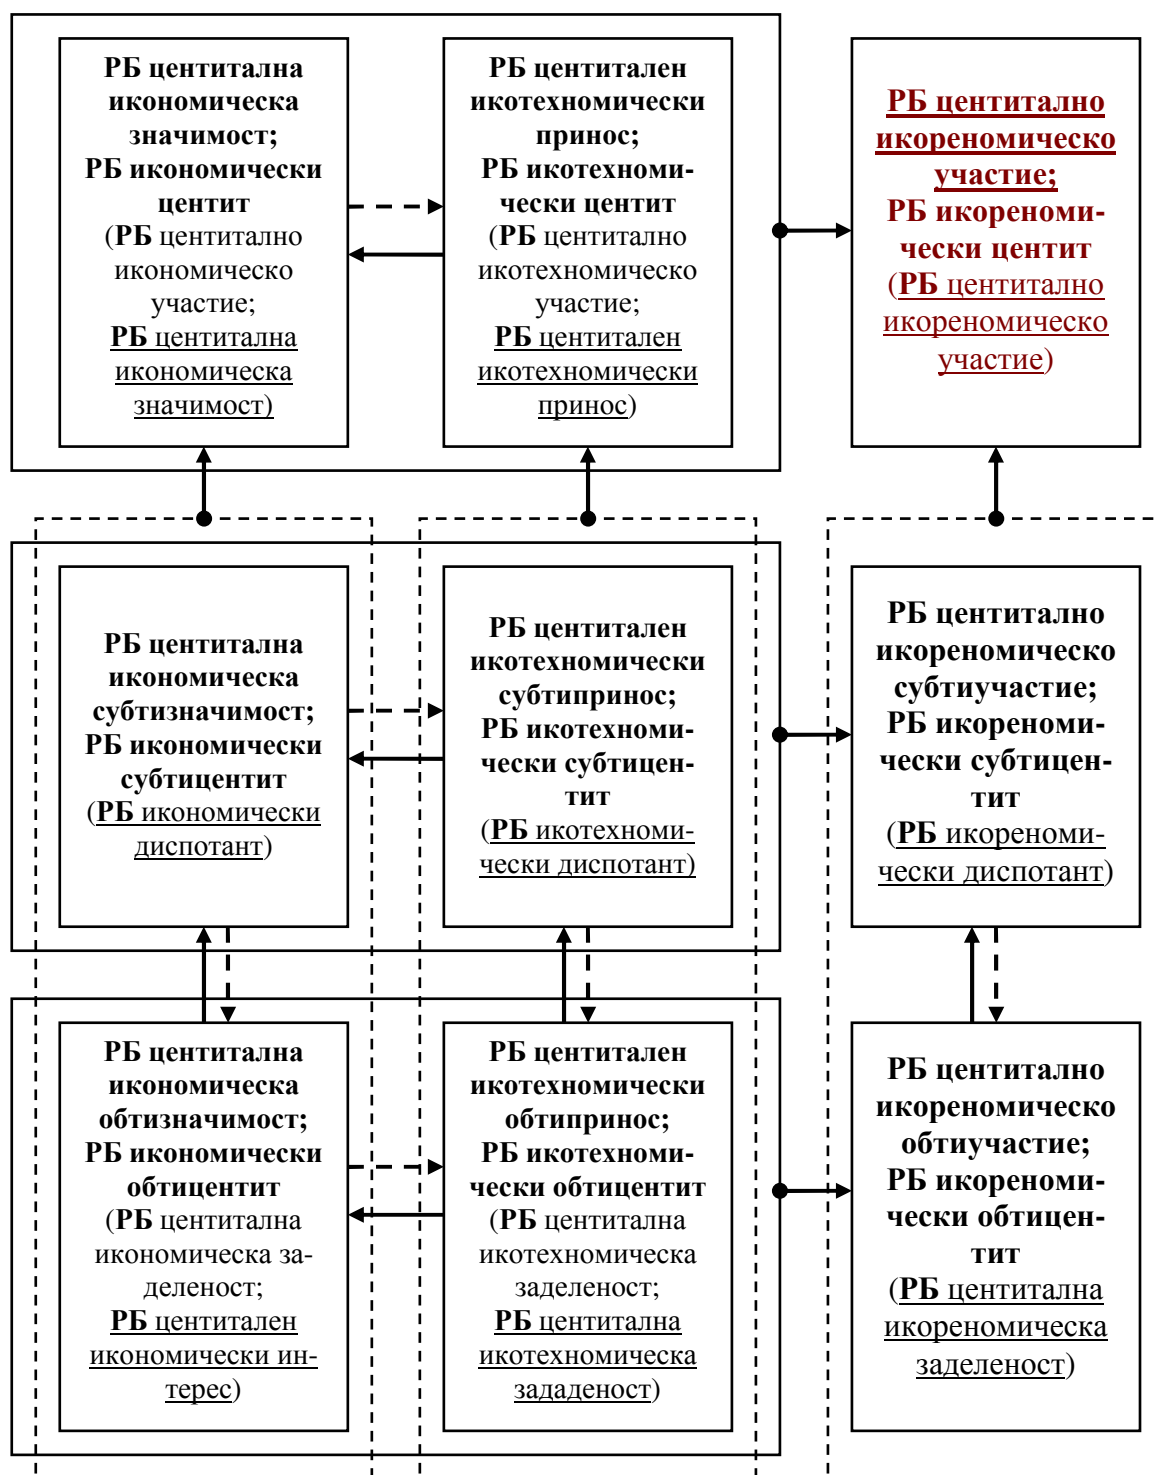 РБ центитална
икономическа
значимост;
РБ икономически
центит
(РБ центитално
икономическо
участие;
РБ центитална
икономическа
значимост)
РБ центитален
икотехномически
принос;
РБ икотехноми-
чески центит
(РБ центитално
икотехномическо
участие;
РБ центитален
икотехномически
принос)
РБ центитално
икореномическо
участие;
РБ икореноми-
чески центит
(РБ центитално
икореномическо
участие)
РБ центитална
икономическа
субтизначимост;
РБ икономически
субтицентит
(РБ икономически
диспотант)
РБ центитален
икотехномически
субтипринос;
РБ икотехноми-
чески субтицен-
тит
(РБ икотехноми-
чески диспотант)
РБ центитално
икореномическо
субтиучастие;
РБ икореноми-
чески субтицен-
тит
(РБ икореноми-
чески диспотант)
РБ центитална
икономическа
обтизначимост;
РБ икономически
обтицентит
(РБ центитална
икономическа за-
деленост;
РБ центитален
икономически ин-
терес)
РБ центитален
икотехномически
обтипринос;
РБ икотехноми-
чески обтицентит
(РБ центитална
икотехномическа
заделеност;
РБ центитална
икотехномическа
зададеност)
РБ центитално
икореномическо
обтиучастие;
РБ икореноми-
чески обтицен-
тит
(РБ центитална
икореномическа
заделеност)